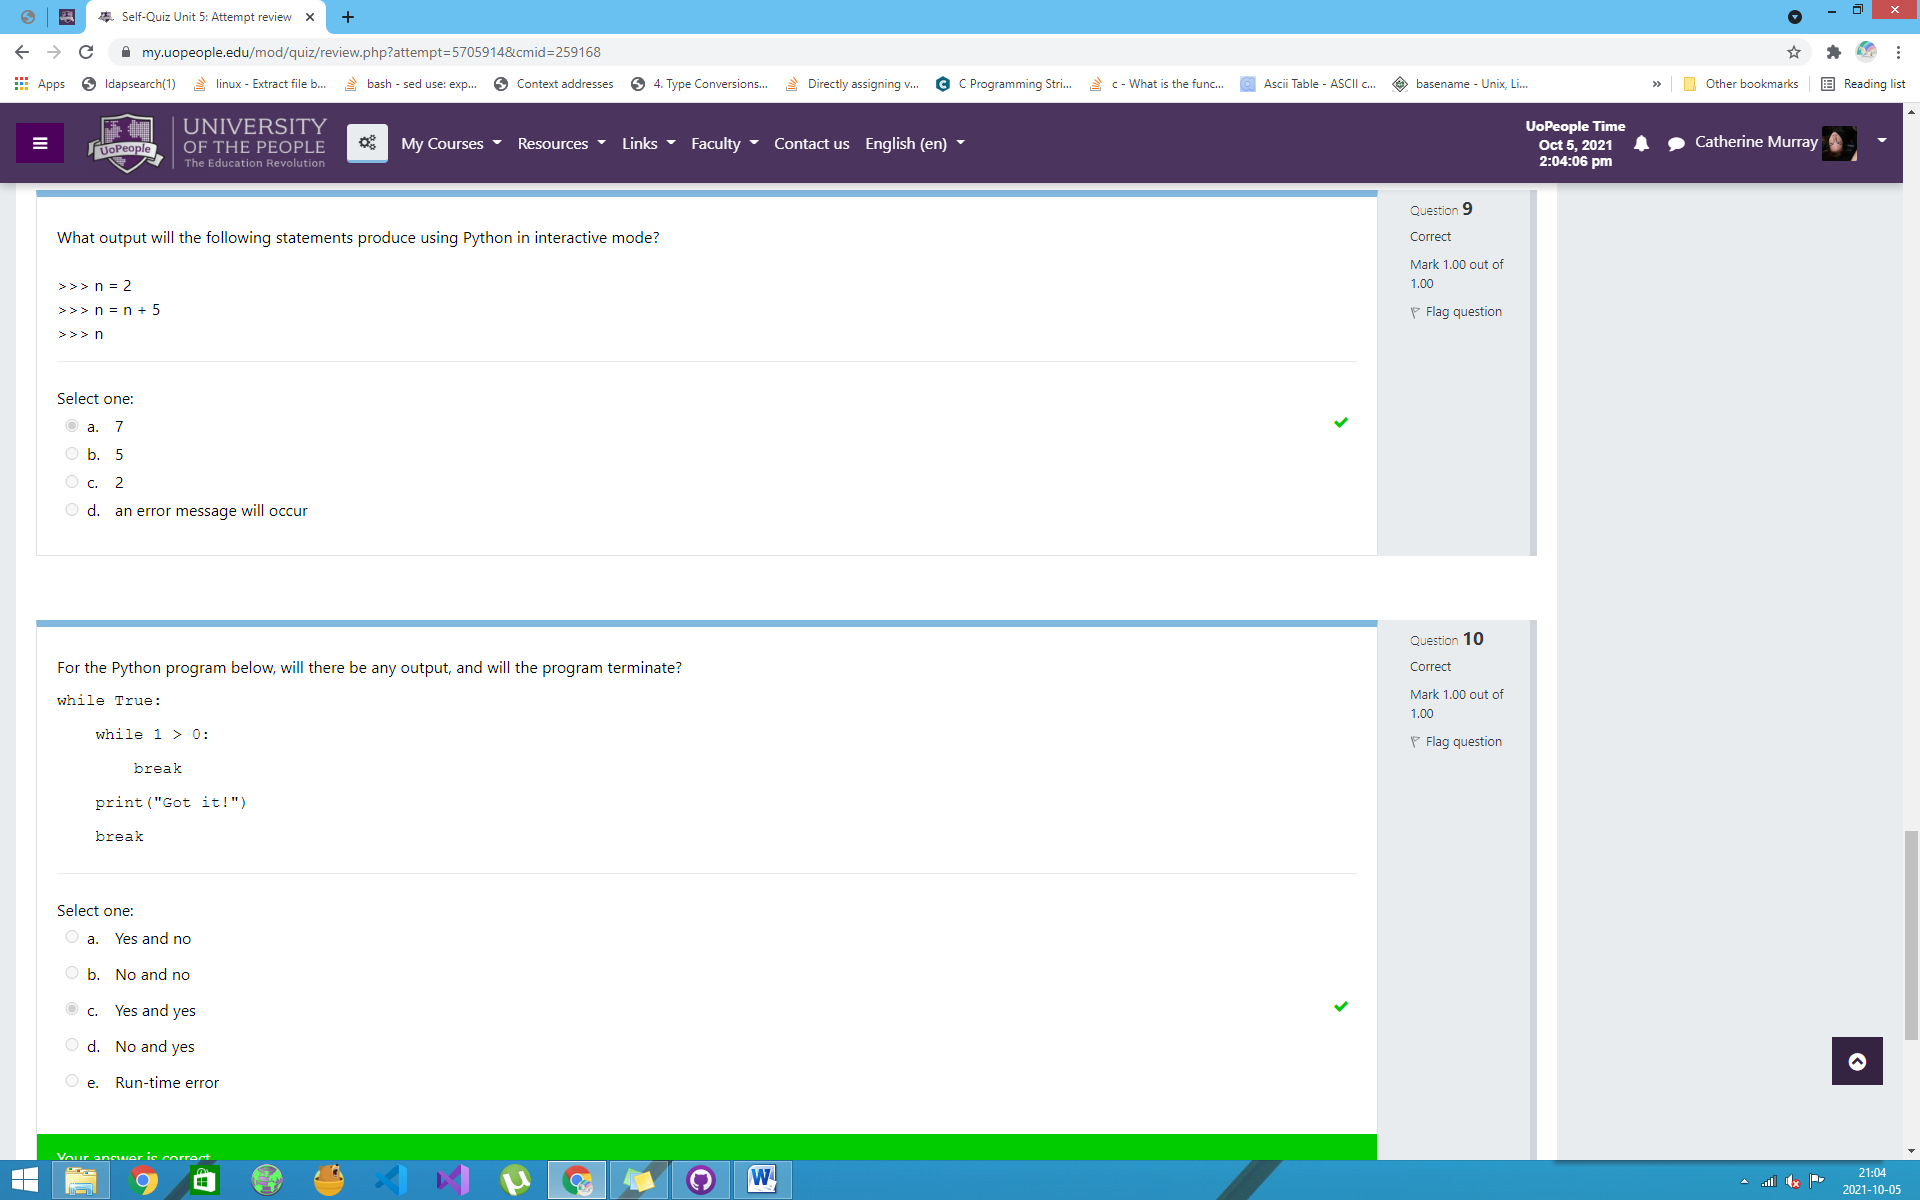 Self-Quiz Unit 5: Attempt review
my.uopeople.edu/mod/quiz/review.php?attempt=5705914&cmid=259168
Apps
ldapsearch(1)
linux - Extract file b...
bash - sed use: exp...
Context addresses
4. Type Conversions...
Directly assigning v...
C Programming Stri...
c - What is the func...
Ascii Table - ASCII c...
basename - Unix, Li...
»
Other bookmarks
Reading list
UoPeople
UNIVERSITY
OF THE PEOPLE
The Education Revolution
My Courses
Resources
Links
Faculty
Contact us
English (en)
UoPeople Time
Oct 5, 2021
2:04:06 pm
Catherine Murray
What output will the following statements produce using Python in interactive mode?
>>> n = 2
>>> n = n + 5
>>> n
Select one:
a. 7
b. 5
c. 2
d. an error message will occur
Question 9
Correct
Mark 1.00 out of
1.00
Flag question
For the Python program below, will there be any output, and will the program terminate?
while True:
    while 1 > 0:
        break
    print("Got it!")
    break
Select one:
a. Yes and no
b. No and no
c. Yes and yes
d. No and yes
e. Run-time error
Question 10
Correct
Mark 1.00 out of
1.00
Flag question
Your answer is correct.
21:04
2021-10-05